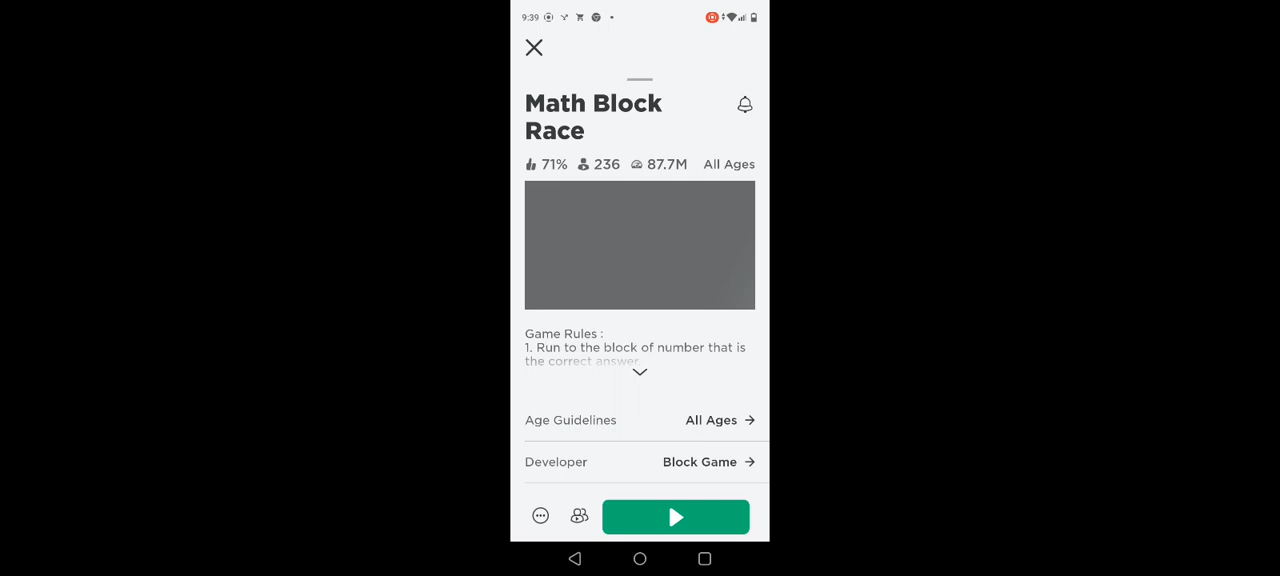 9:39
Math Block
Race
71% 236 87.7M All Ages
Game Rules :
1. Run to the block of number that is
the correct answer
Age Guidelines All Ages
Developer Block Game